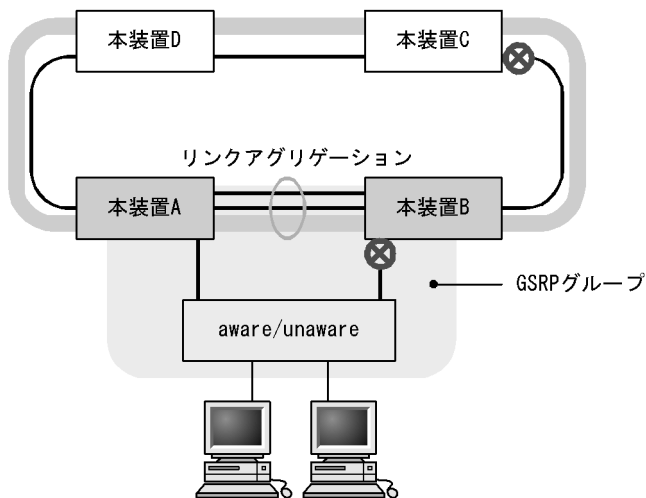 本装置D
本装置C
リンクアグリゲーション
本装置A
本装置B
GSRPグループ
aware/unaware